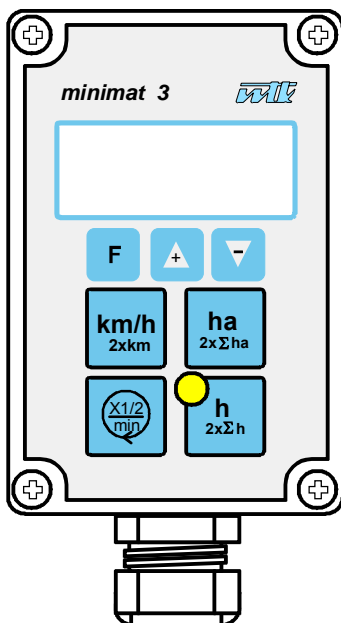 minimat 3
F + -
km/h ha
2xkm 2xΣha
X1/2 h
min 2xΣh